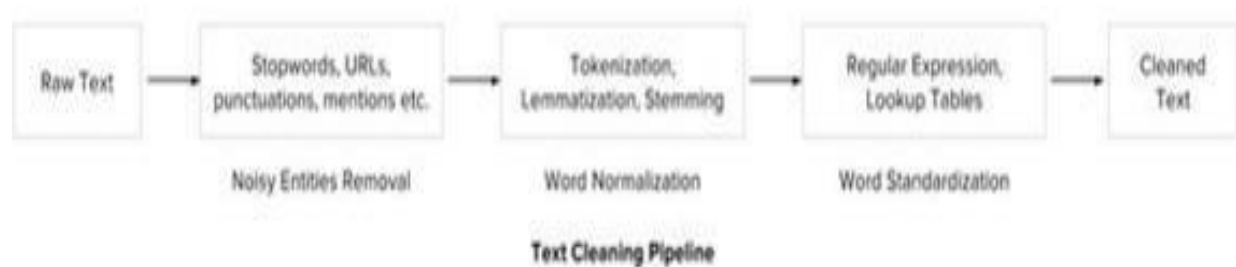 Raw Text
Stopwords, URLs,
punctuations, mentions etc.
Tokenization,
Lemmatization, Stemming
Regular Expression,
Lookup Tables
Cleaned
Text
Noisy Entities Removal
Word Normalization
Word Standardization
Text Cleaning Pipeline